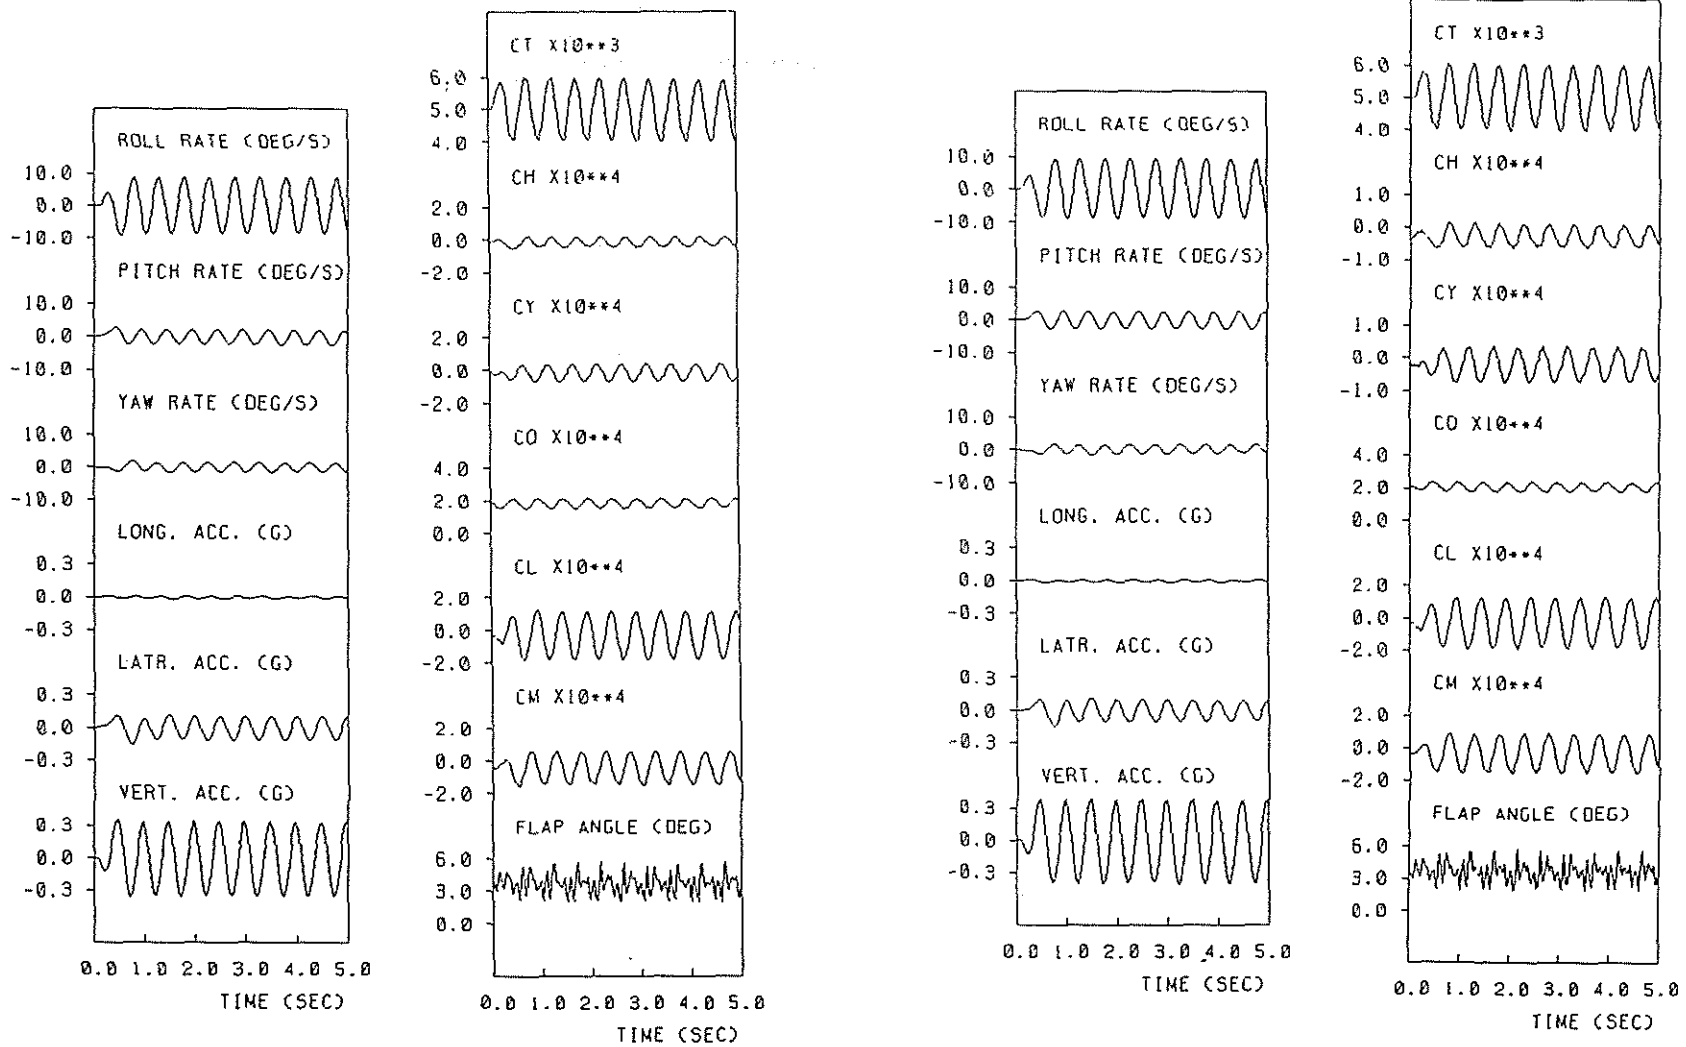 ROLL RATE (DEG/S)
10.0
0.0
-10.0
PITCH RATE (DEG/S)
10.0
0.0
-10.0
YAW RATE (DEG/S)
10.0
0.0
-10.0
LONG. ACC. (G)
0.3
0.0
-0.3
LATR. ACC. (G)
0.3
0.0
-0.3
VERT. ACC. (G)
0.3
0.0
-0.3
0.0 1.0 2.0 3.0 4.0 5.0
TIME (SEC)
CT X10**3
6.0
5.0
4.0
CH X10**4
2.0
0.0
-2.0
CY X10**4
2.0
0.0
-2.0
CO X10**4
4.0
2.0
0.0
CL X10**4
2.0
0.0
-2.0
CM X10**4
2.0
0.0
-2.0
FLAP ANGLE (DEG)
6.0
3.0
0.0
0.0 1.0 2.0 3.0 4.0 5.0
TIME (SEC)
ROLL RATE (DEG/S)
10.0
0.0
-10.0
PITCH RATE (DEG/S)
10.0
0.0
-10.0
YAW RATE (DEG/S)
10.0
0.0
-10.0
LONG. ACC. (G)
0.3
0.0
-0.3
LATR. ACC. (G)
0.3
0.0
-0.3
VERT. ACC. (G)
0.3
0.0
-0.3
0.0 1.0 2.0 3.0 4.0 5.0
TIME (SEC)
CT X10**3
6.0
5.0
4.0
CH X10**4
1.0
0.0
-1.0
CY X10**4
1.0
0.0
-1.0
CO X10**4
4.0
2.0
0.0
CL X10**4
2.0
0.0
-2.0
CM X10**4
2.0
0.0
-2.0
FLAP ANGLE (DEG)
6.0
3.0
0.0
0.0 1.0 2.0 3.0 4.0 5.0
TIME (SEC)